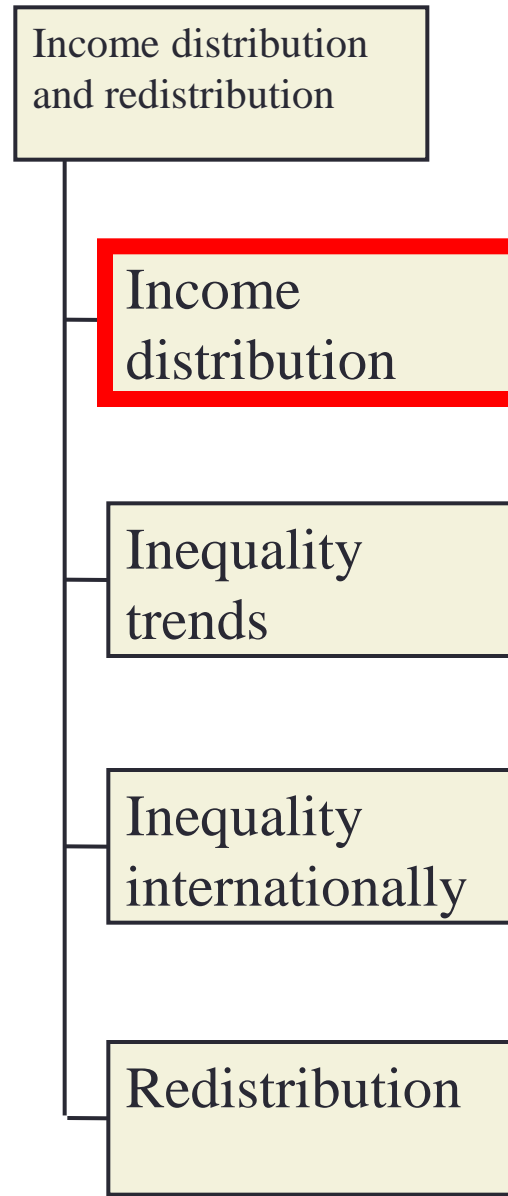 Income distribution
and redistribution
Income
distribution
Inequality
trends
Inequality
internationally
Redistribution